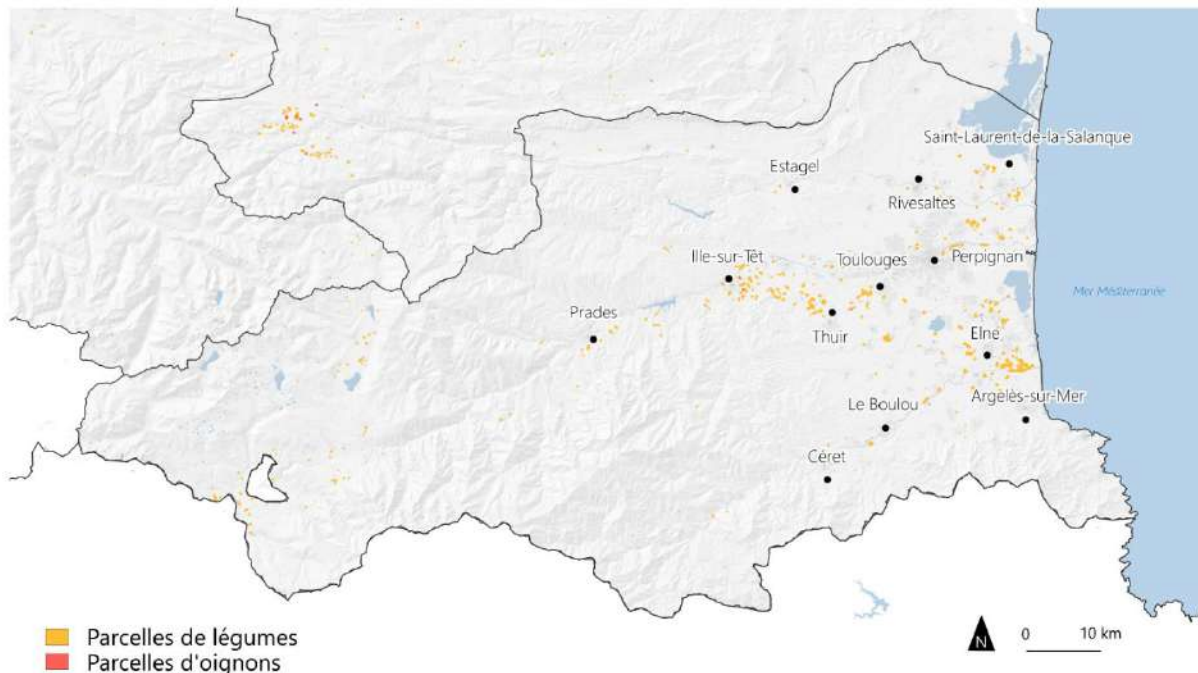 Saint-Laurent-de-la-Salanque
Estagel
Rivesaltes
Ille-sur-Têt
Toulouges
Perpignan
Mer Méditerranée
Prades
Thuir
Elne
Le Boulou
Argelès-sur-Mer
Céret
Parcelles de légumes
Parcelles d'oignons
N
0 10 km